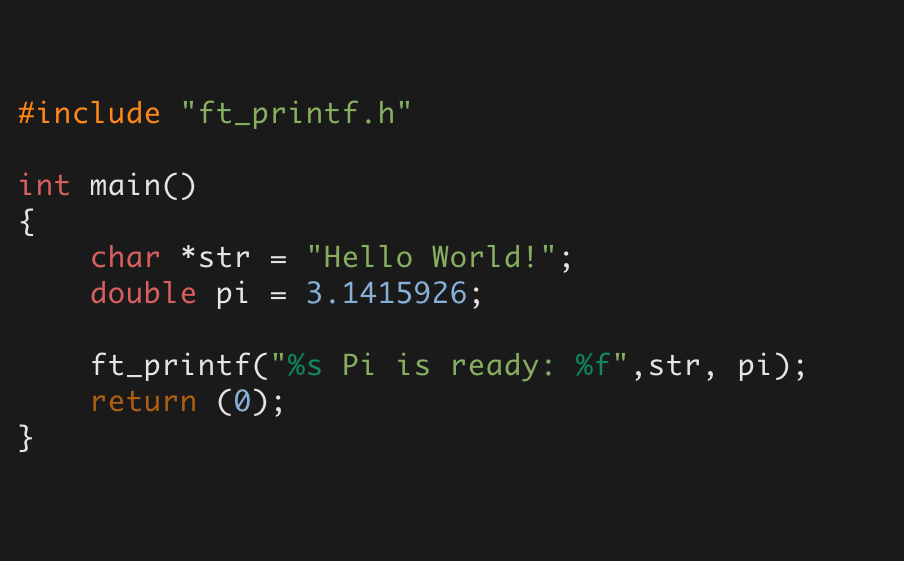 #include "ft_printf.h"
int main()
{
    char *str = "Hello World!";
    double pi = 3.1415926;
    ft_printf("%s Pi is ready: %f",str, pi);
    return (0);
}